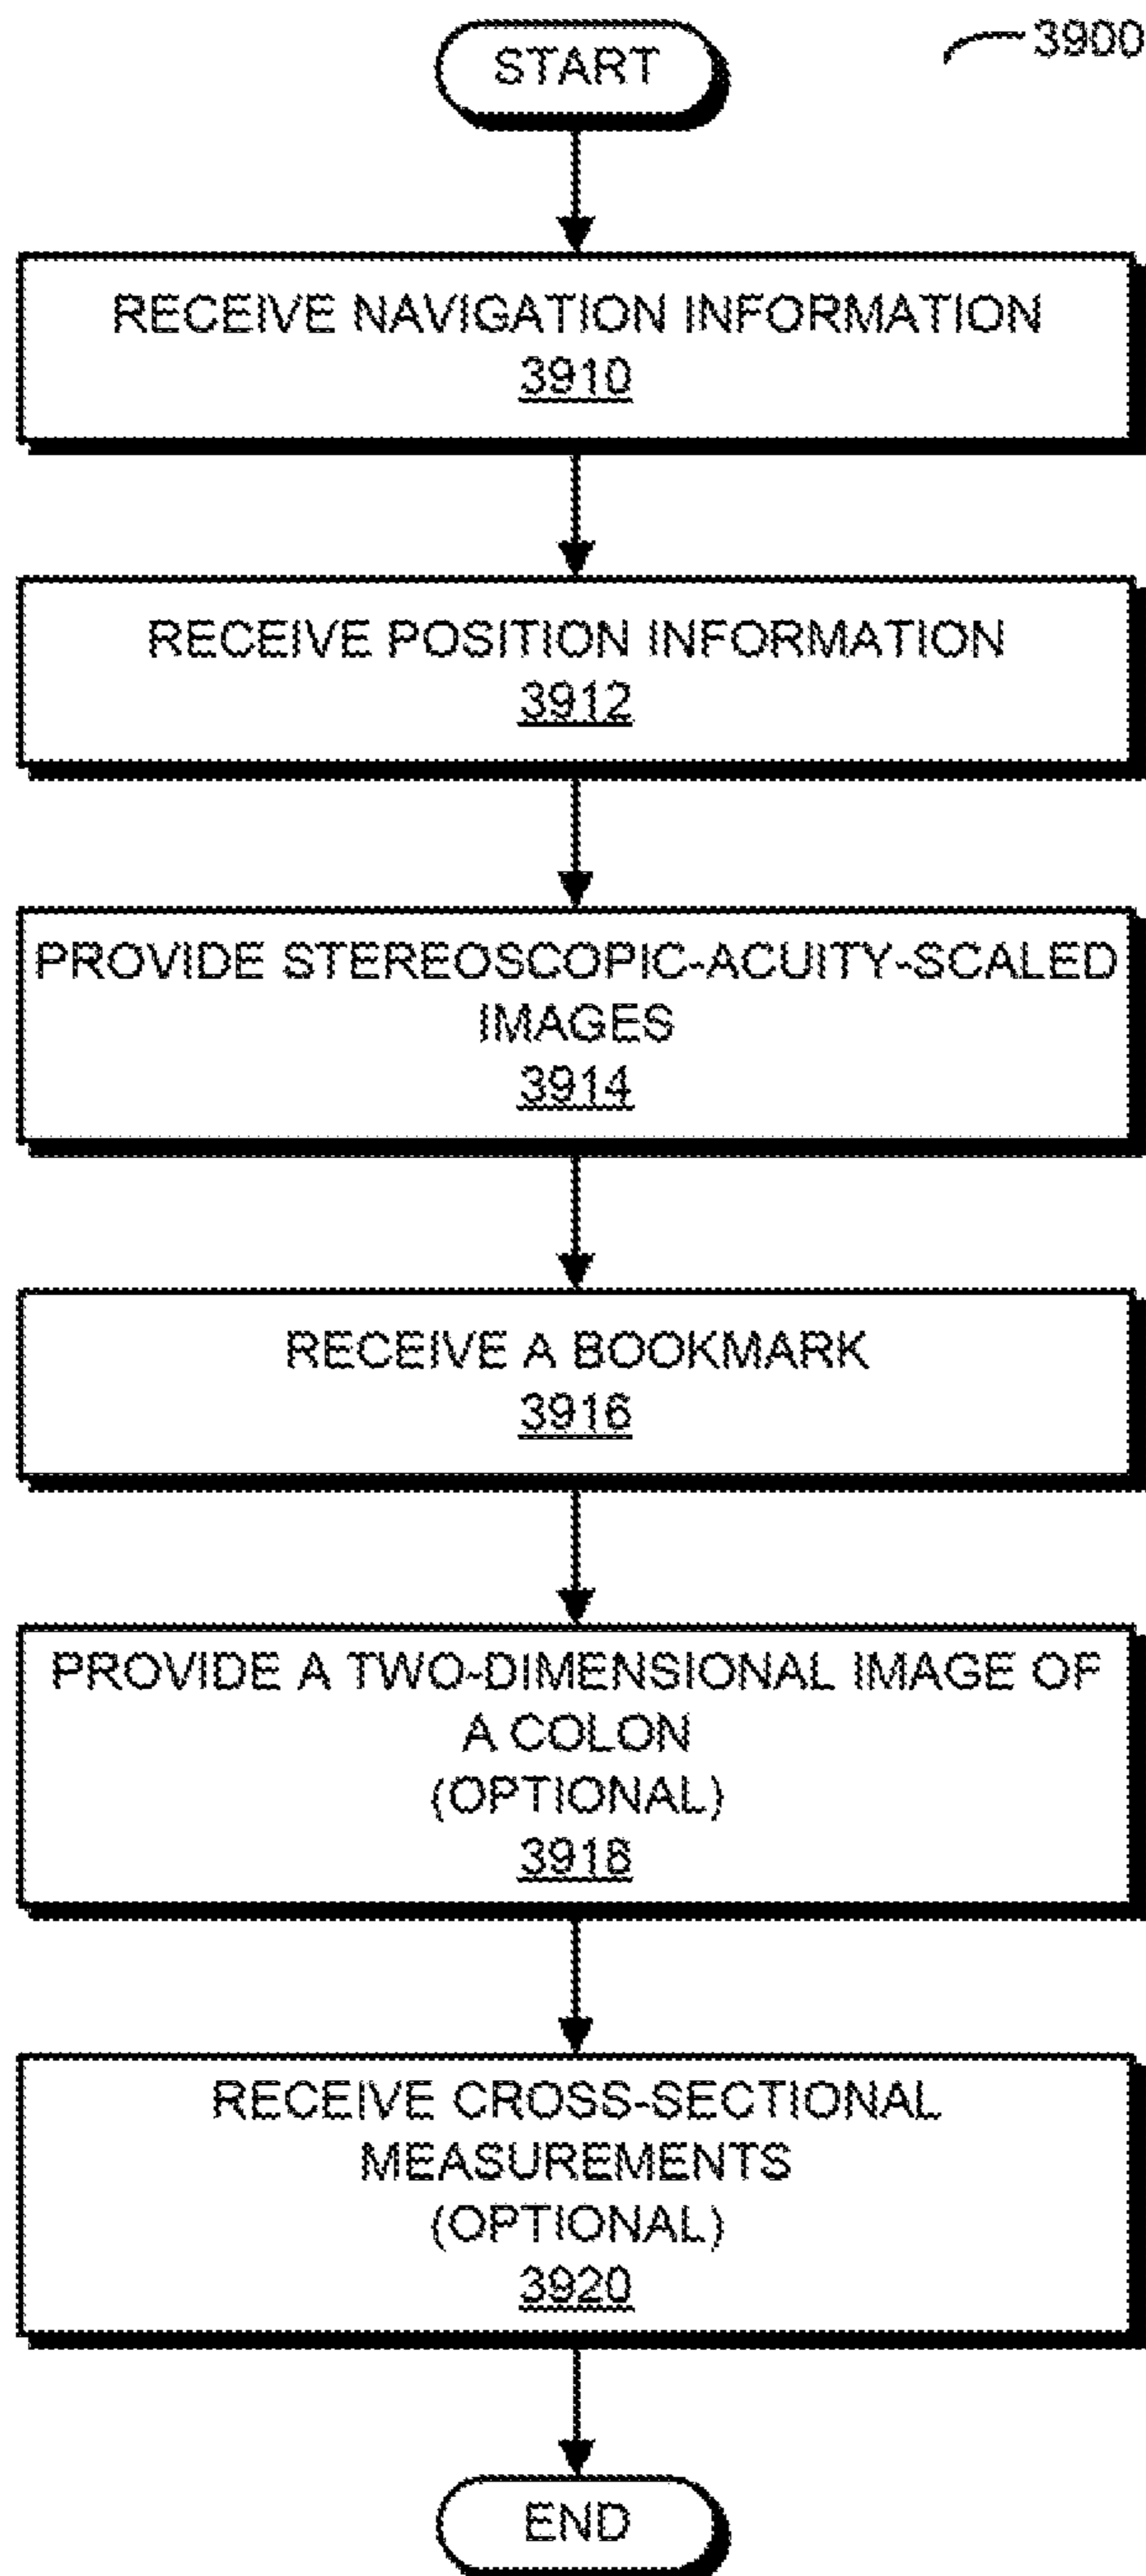 START
3900
RECEIVE NAVIGATION INFORMATION
3910
RECEIVE POSITION INFORMATION
3912
PROVIDE STEREOSCOPIC-ACUITY-SCALED
IMAGES
3914
RECEIVE A BOOKMARK
3916
PROVIDE A TWO-DIMENSIONAL IMAGE OF
A COLON
(OPTIONAL)
3918
RECEIVE CROSS-SECTIONAL
MEASUREMENTS
(OPTIONAL)
3920
END